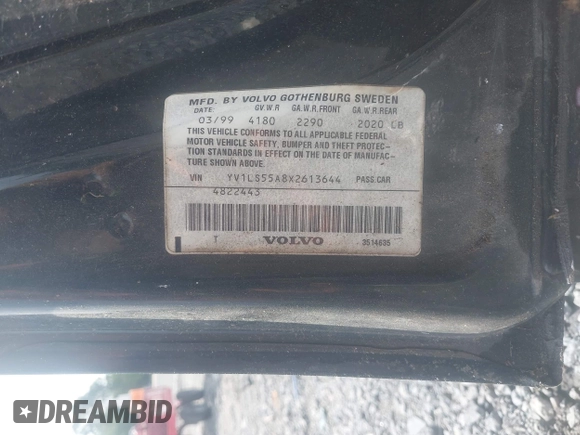 MFD. BY VOLVO GOTHENBURG SWEDEN
DATE: GV.W.R GA.W.R.FRONT GA.W.R.REAR
03/99 4180 2290 2020 LB
THIS VEHICLE CONFORMS TO ALL APPLICABLE FEDERAL
MOTOR VEHICLE SAFETY, BUMPER AND THEFT PROTEC-
TION STANDARDS IN EFFECT ON THE DATE OF MANUFAC-
TURE SHOWN ABOVE.
VIN YV1LS55A8X2613644 PASS.CAR
4822443
T VOLVO 3514635
DREAMBID